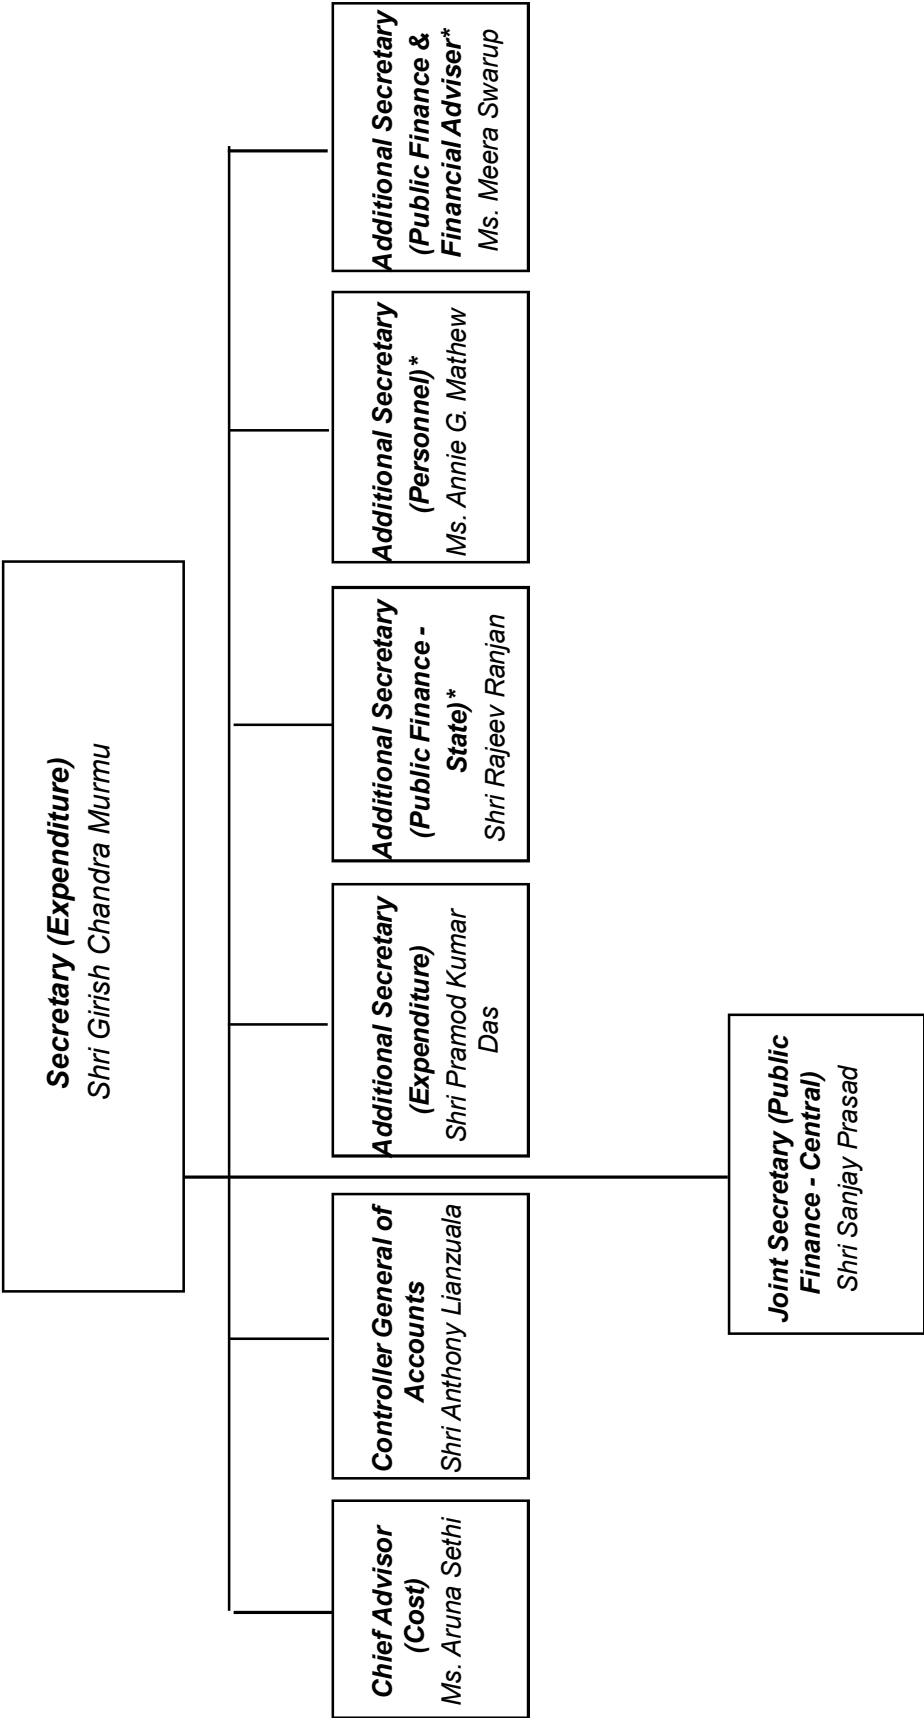 Secretary (Expenditure)
Shri Girish Chandra Murmu
Chief Advisor
(Cost)
Ms. Aruna Sethi
Controller General of
Accounts
Shri Anthony Lianzuala
Additional Secretary
(Expenditure)
Shri Pramod Kumar
Das
Additional Secretary
(Public Finance -
State)*
Shri Rajeev Ranjan
Additional Secretary
(Personnel)*
Ms. Annie G. Mathew
Additional Secretary
(Public Finance &
Financial Adviser*
Ms. Meera Swarup
Joint Secretary (Public
Finance - Central)
Shri Sanjay Prasad